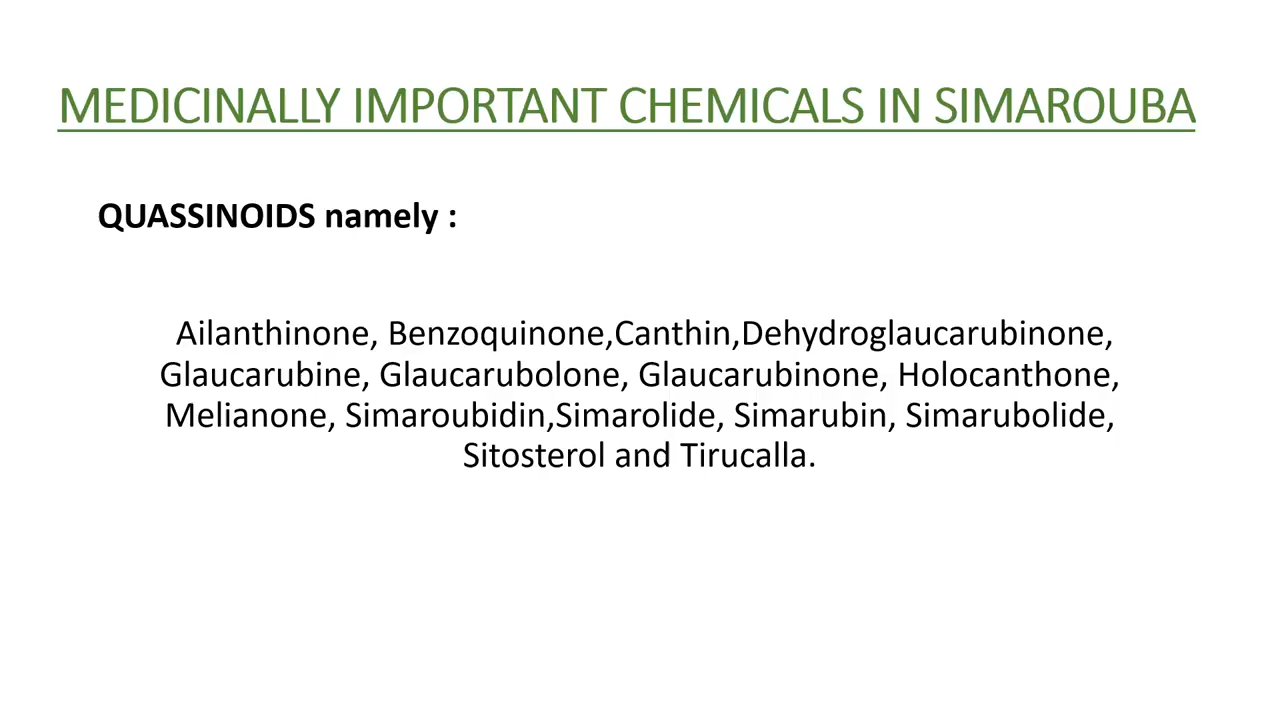 MEDICINALLY IMPORTANT CHEMICALS IN SIMAROUBA
QUASSINOIDS namely :
Ailanthinone, Benzoquinone,Canthin,Dehydroglaucarubinone,
Glaucarubine, Glaucarubolone, Glaucarubinone, Holocanthone,
Melianone, Simaroubidin,Simarolide, Simarubin, Simarubolide,
Sitosterol and Tirucalla.